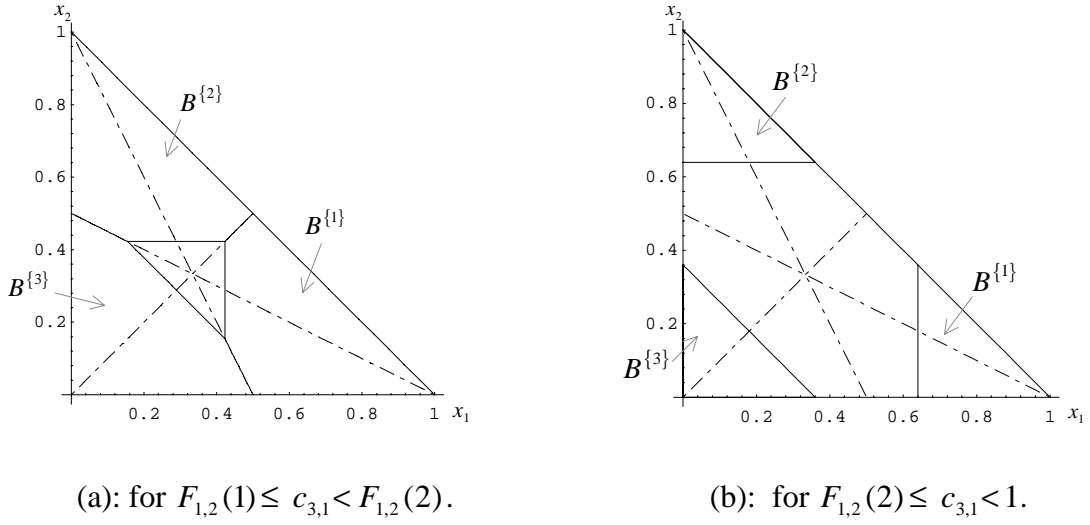 x₂
1
0.8
0.6
0.4
0.2
B^{2}
B^{1}
B^{3}
0.2 0.4 0.6 0.8 1 x₁
(a): for F₁,₂(1) ≤ c₃,₁ < F₁,₂(2).
x₂
1
0.8
0.6
0.4
0.2
B^{2}
B^{1}
B^{3}
0.2 0.4 0.6 0.8 1 x₁
(b): for F₁,₂(2) ≤ c₃,₁ < 1.